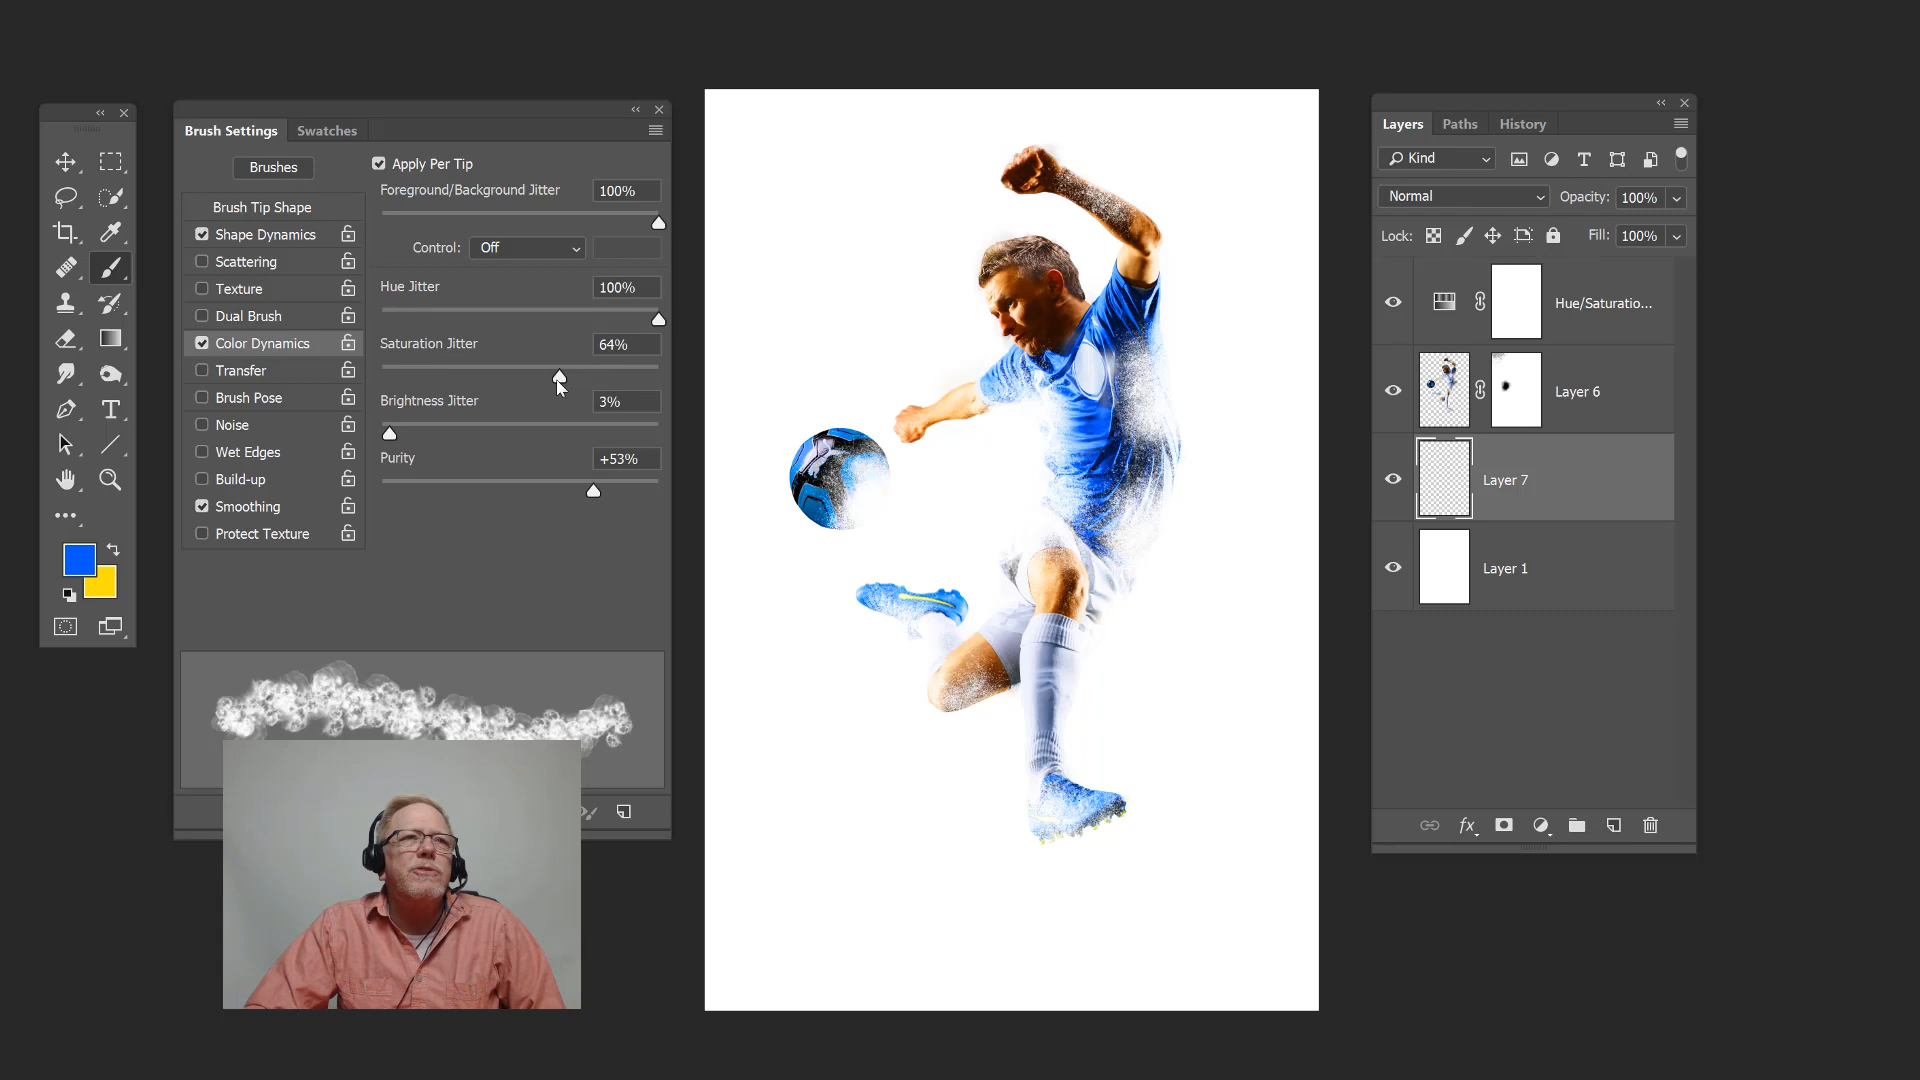 Brush Settings
Swatches
Brushes
Brush Tip Shape
Shape Dynamics
Scattering
Texture
Dual Brush
Color Dynamics
Transfer
Brush Pose
Noise
Wet Edges
Build-up
Smoothing
Protect Texture
Apply Per Tip
Foreground/Background Jitter 100%
Control: Off
Hue Jitter 100%
Saturation Jitter 64%
Brightness Jitter 3%
Purity +53%
Layers Paths History
Kind
Normal Opacity: 100%
Lock: Fill: 100%
Hue/Saturatio...
Layer 6
Layer 7
Layer 1
fx